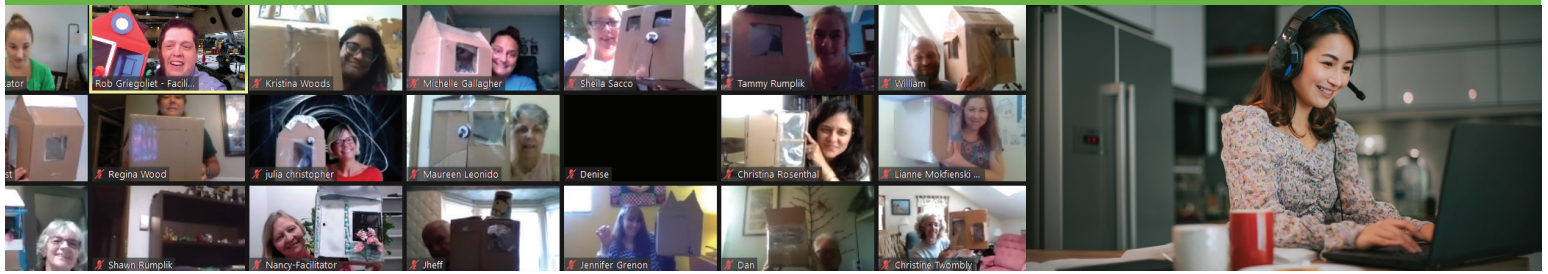 ator
Rob Griegoliet - Facili...
Kristina Woods
Michelle Gallagher
Sheila Sacco
Tammy Rumplik
William
st
Regina Wood
julia christopher
Maureen Leonido
Denise
Christina Rosenthal
Lianne Mokfienski ...
Shawn Rumplik
Nancy-Facilitator
Jheff
Jennifer Grenon
Dan
Christine Twombly